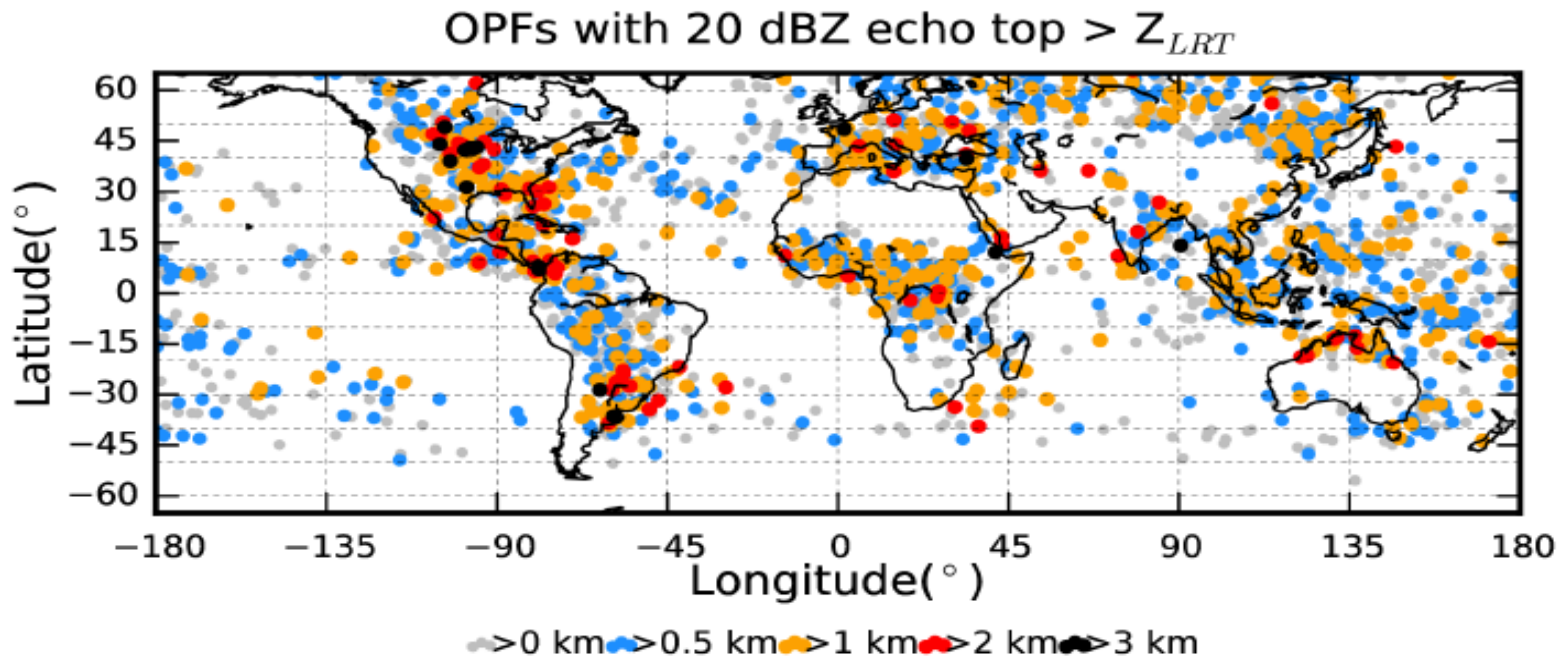 OPFs with 20 dBZ echo top > Z_LRT
60
45
30
15
0
−15
−30
−45
−60
Latitude(°)
−180 −135 −90 −45 0 45 90 135 180
Longitude(°)
>0 km >0.5 km >1 km >2 km >3 km